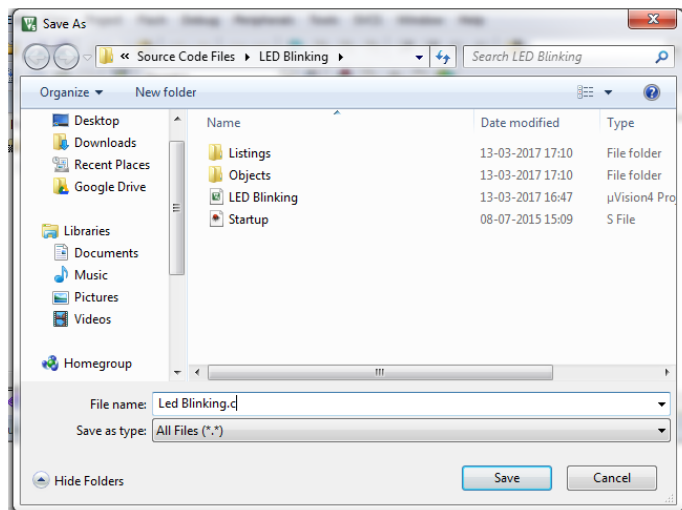 Save As
« Source Code Files LED Blinking Search LED Blinking
Organize New folder
Name Date modified Type
Desktop
Downloads
Recent Places
Google Drive
Libraries
Documents
Music
Pictures
Videos
Homegroup
Listings 13-03-2017 17:10 File folder
Objects 13-03-2017 17:10 File folder
LED Blinking 13-03-2017 16:47 µVision4 Pro
Startup 08-07-2015 15:09 S File
File name: Led Blinking.c
Save as type: All Files (*.*)
Hide Folders Save Cancel